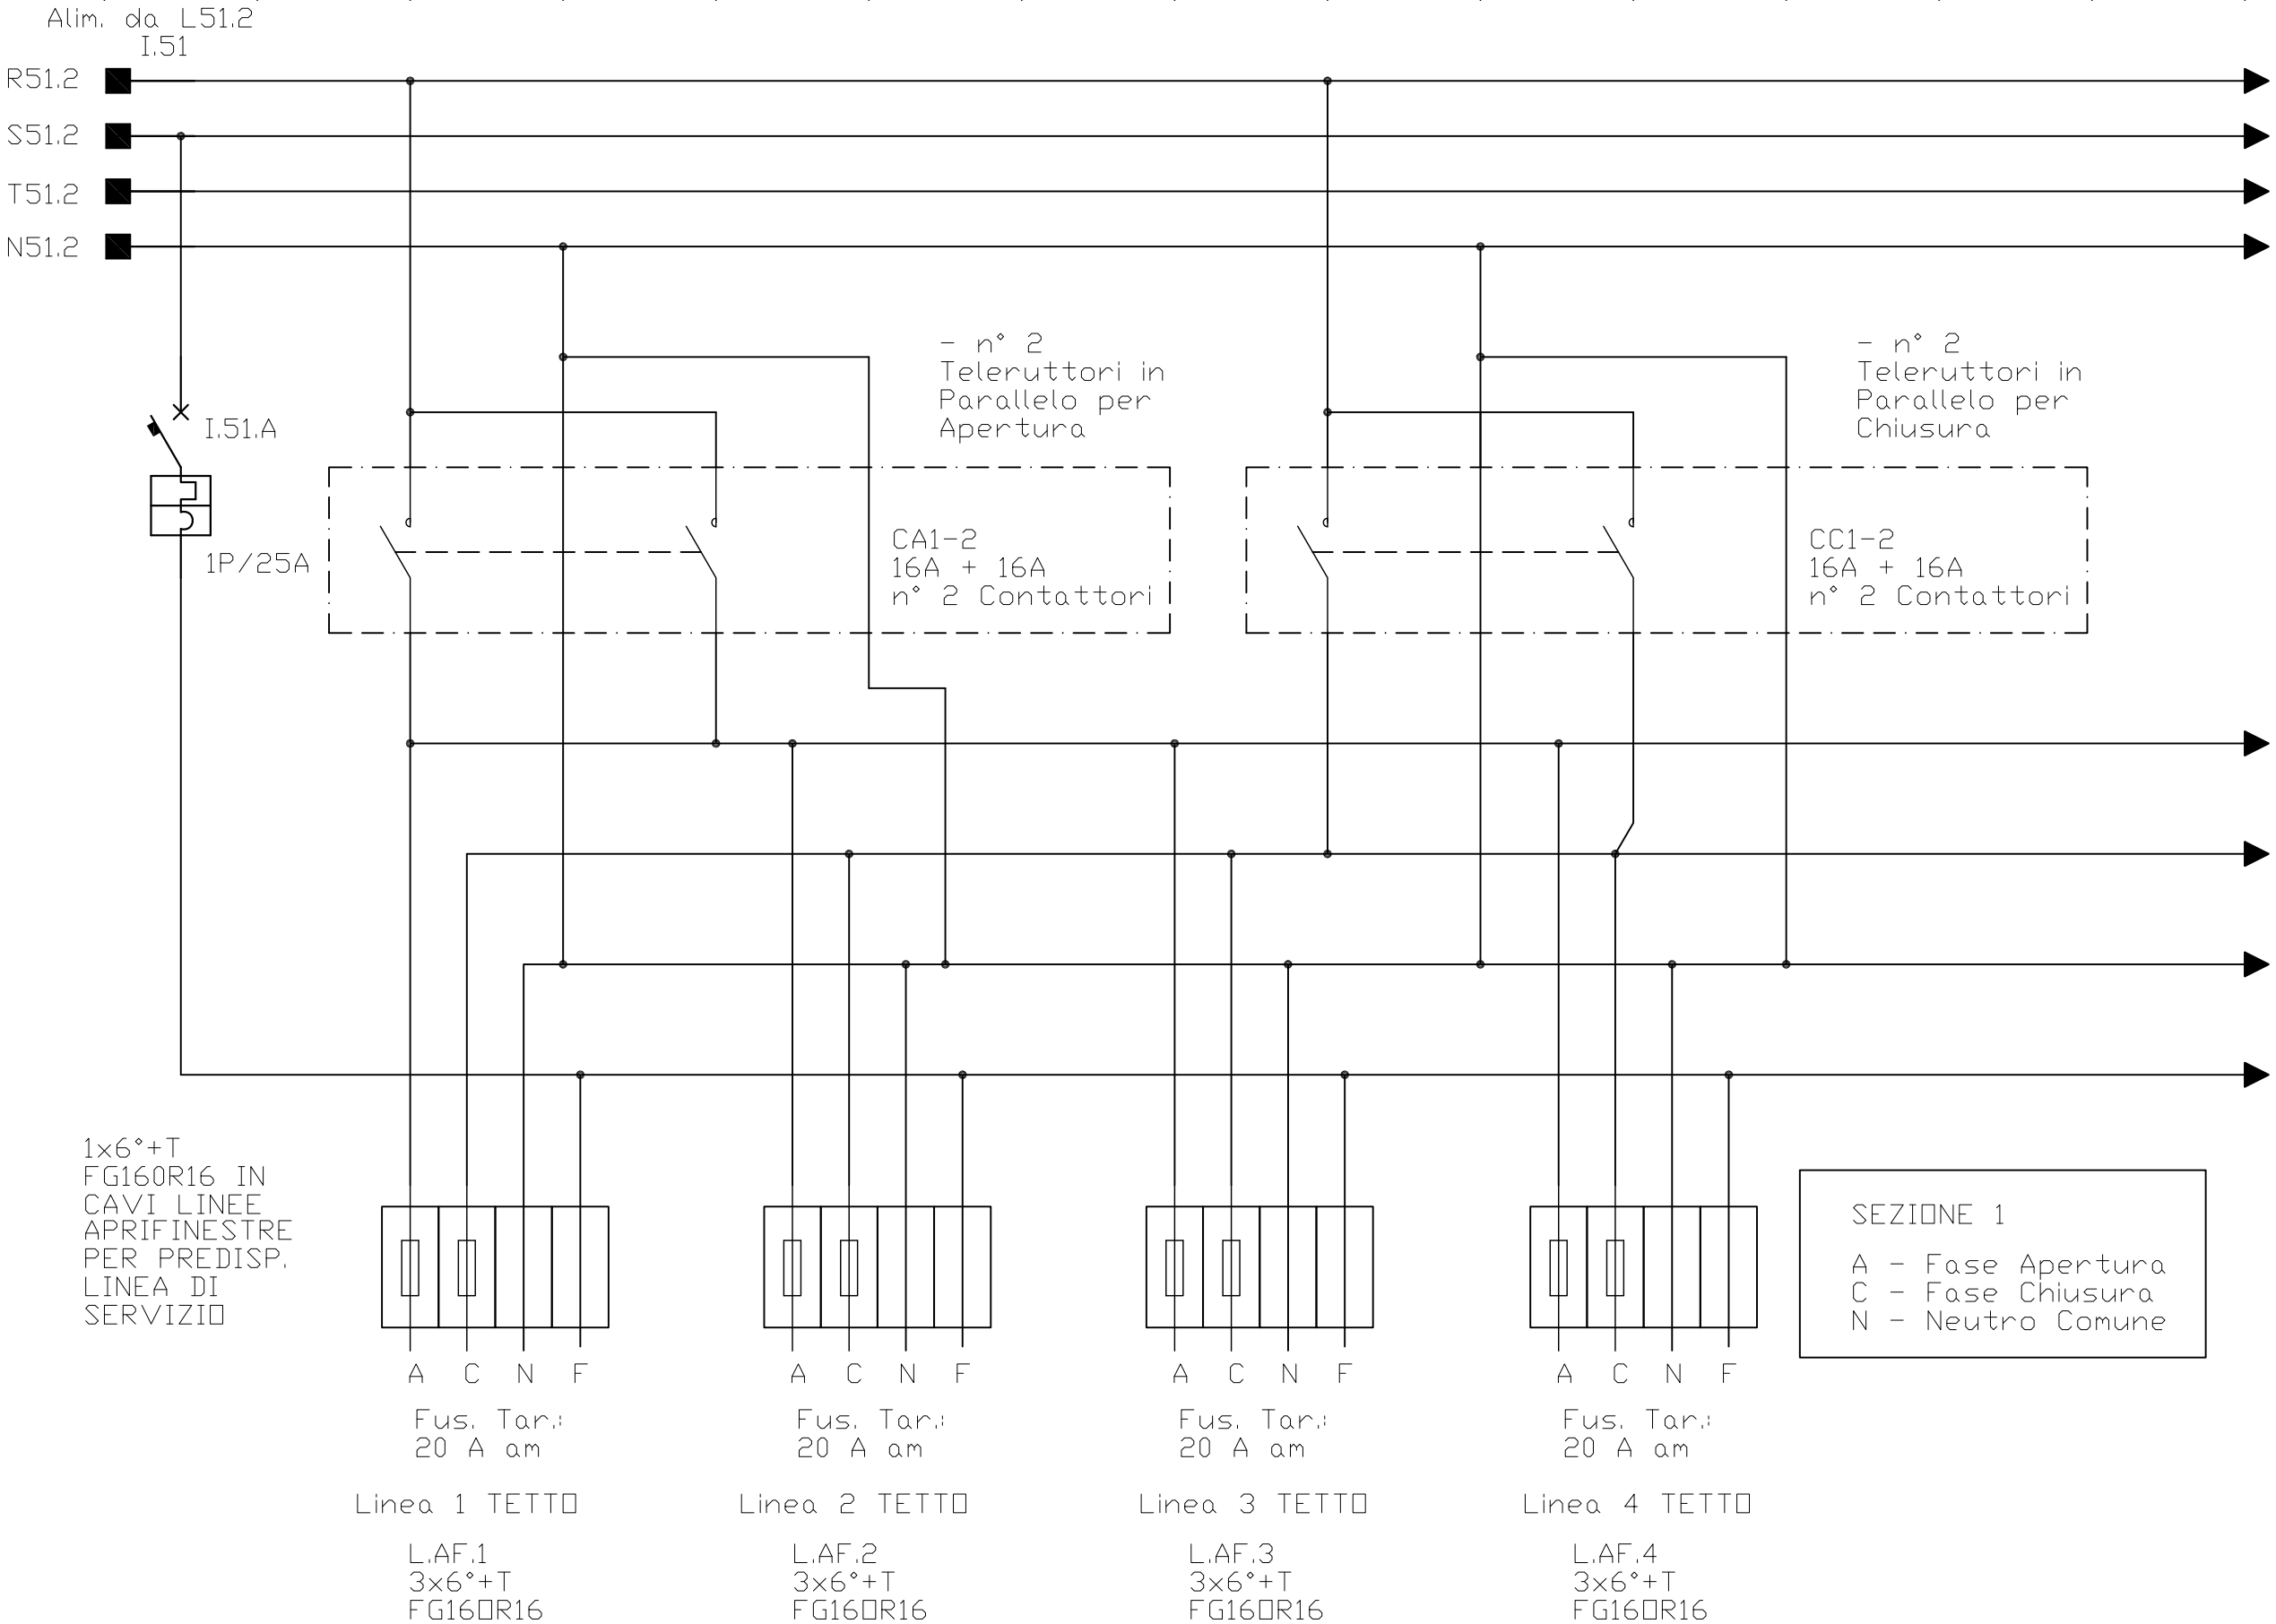 Alim. da L51.2
I.51
R51.2
S51.2
T51.2
N51.2
I.51.A
1P/25A
- n° 2
Teleruttori in
Parallelo per
Apertura
CA1-2
16A + 16A
n° 2 Contattori
- n° 2
Teleruttori in
Parallelo per
Chiusura
CC1-2
16A + 16A
n° 2 Contattori
1x6°+T
FG16OR16 IN
CAVI LINEE
APRIFINESTRE
PER PREDISP.
LINEA DI
SERVIZIO
A C N F
Fus. Tar.:
20 A am
Linea 1 TETTO
L.AF.1
3x6°+T
FG16OR16
A C N F
Fus. Tar.:
20 A am
Linea 2 TETTO
L.AF.2
3x6°+T
FG16OR16
A C N F
Fus. Tar.:
20 A am
Linea 3 TETTO
L.AF.3
3x6°+T
FG16OR16
A C N F
Fus. Tar.:
20 A am
Linea 4 TETTO
L.AF.4
3x6°+T
FG16OR16
SEZIONE 1
A - Fase Apertura
C - Fase Chiusura
N - Neutro Comune